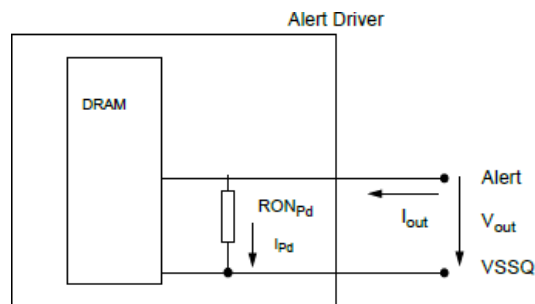 Alert Driver
DRAM
Alert
RONPd
Iout
Vout
IPd
VSSQ